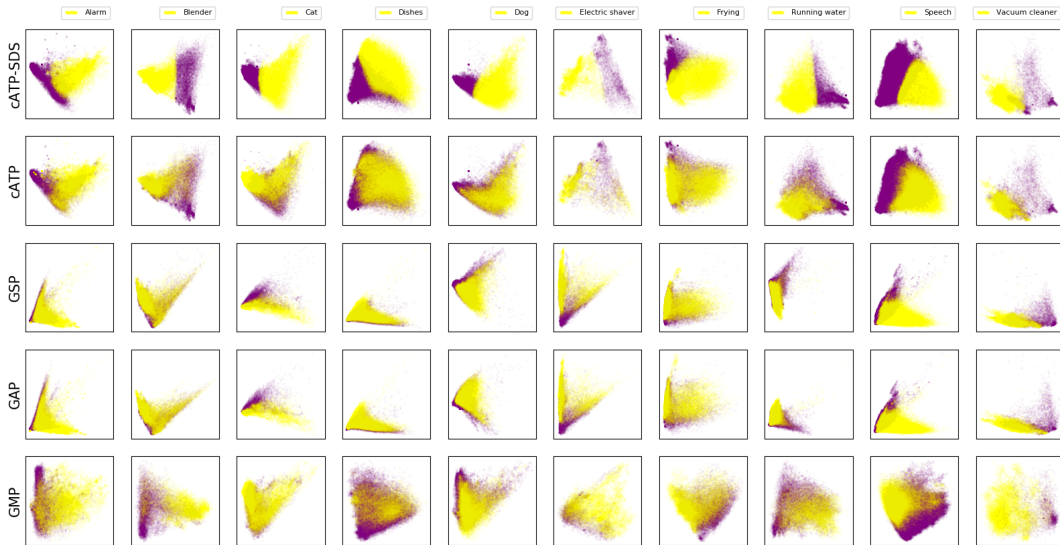 Alarm
Blender
Cat
Dishes
Dog
Electric shaver
Frying
Running water
Speech
Vacuum cleaner
cATP-SDS
cATP
GSP
GAP
GMP